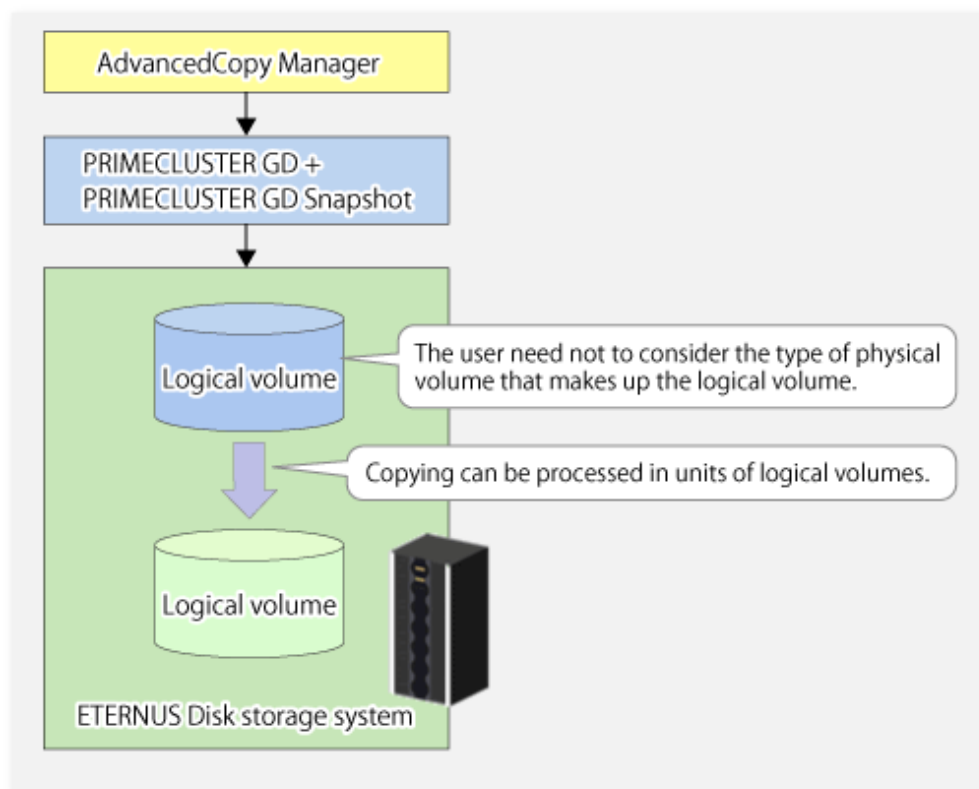 AdvancedCopy Manager
PRIMECLUSTER GD +
PRIMECLUSTER GD Snapshot
Logical volume
The user need not to consider the type of physical
volume that makes up the logical volume.
Copying can be processed in units of logical volumes.
Logical volume
ETERNUS Disk storage system